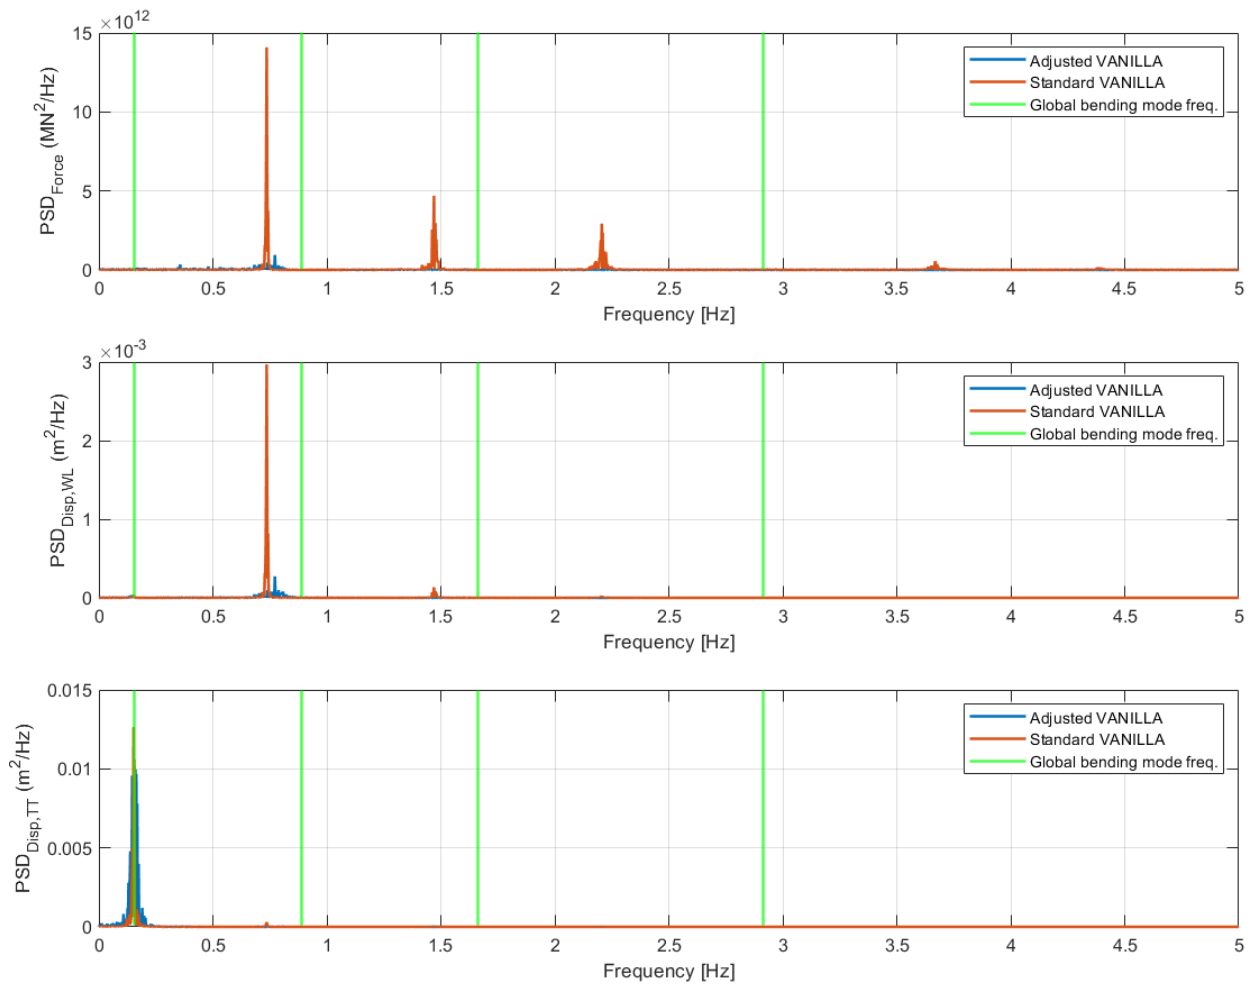 ×10^12
15
10
5
0
PSD_Force (MN^2/Hz)
Adjusted VANILLA
Standard VANILLA
Global bending mode freq.
0 0.5 1 1.5 2 2.5 3 3.5 4 4.5 5
Frequency [Hz]
×10^-3
3
2
1
0
PSD_Disp,WL (m^2/Hz)
Adjusted VANILLA
Standard VANILLA
Global bending mode freq.
0 0.5 1 1.5 2 2.5 3 3.5 4 4.5 5
Frequency [Hz]
0.015
0.01
0.005
0
PSD_Disp,TT (m^2/Hz)
Adjusted VANILLA
Standard VANILLA
Global bending mode freq.
0 0.5 1 1.5 2 2.5 3 3.5 4 4.5 5
Frequency [Hz]